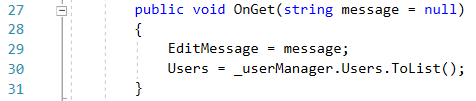 27 public void OnGet(string message = null)
28 {
29 EditMessage = message;
30 Users = _userManager.Users.ToList();
31 }